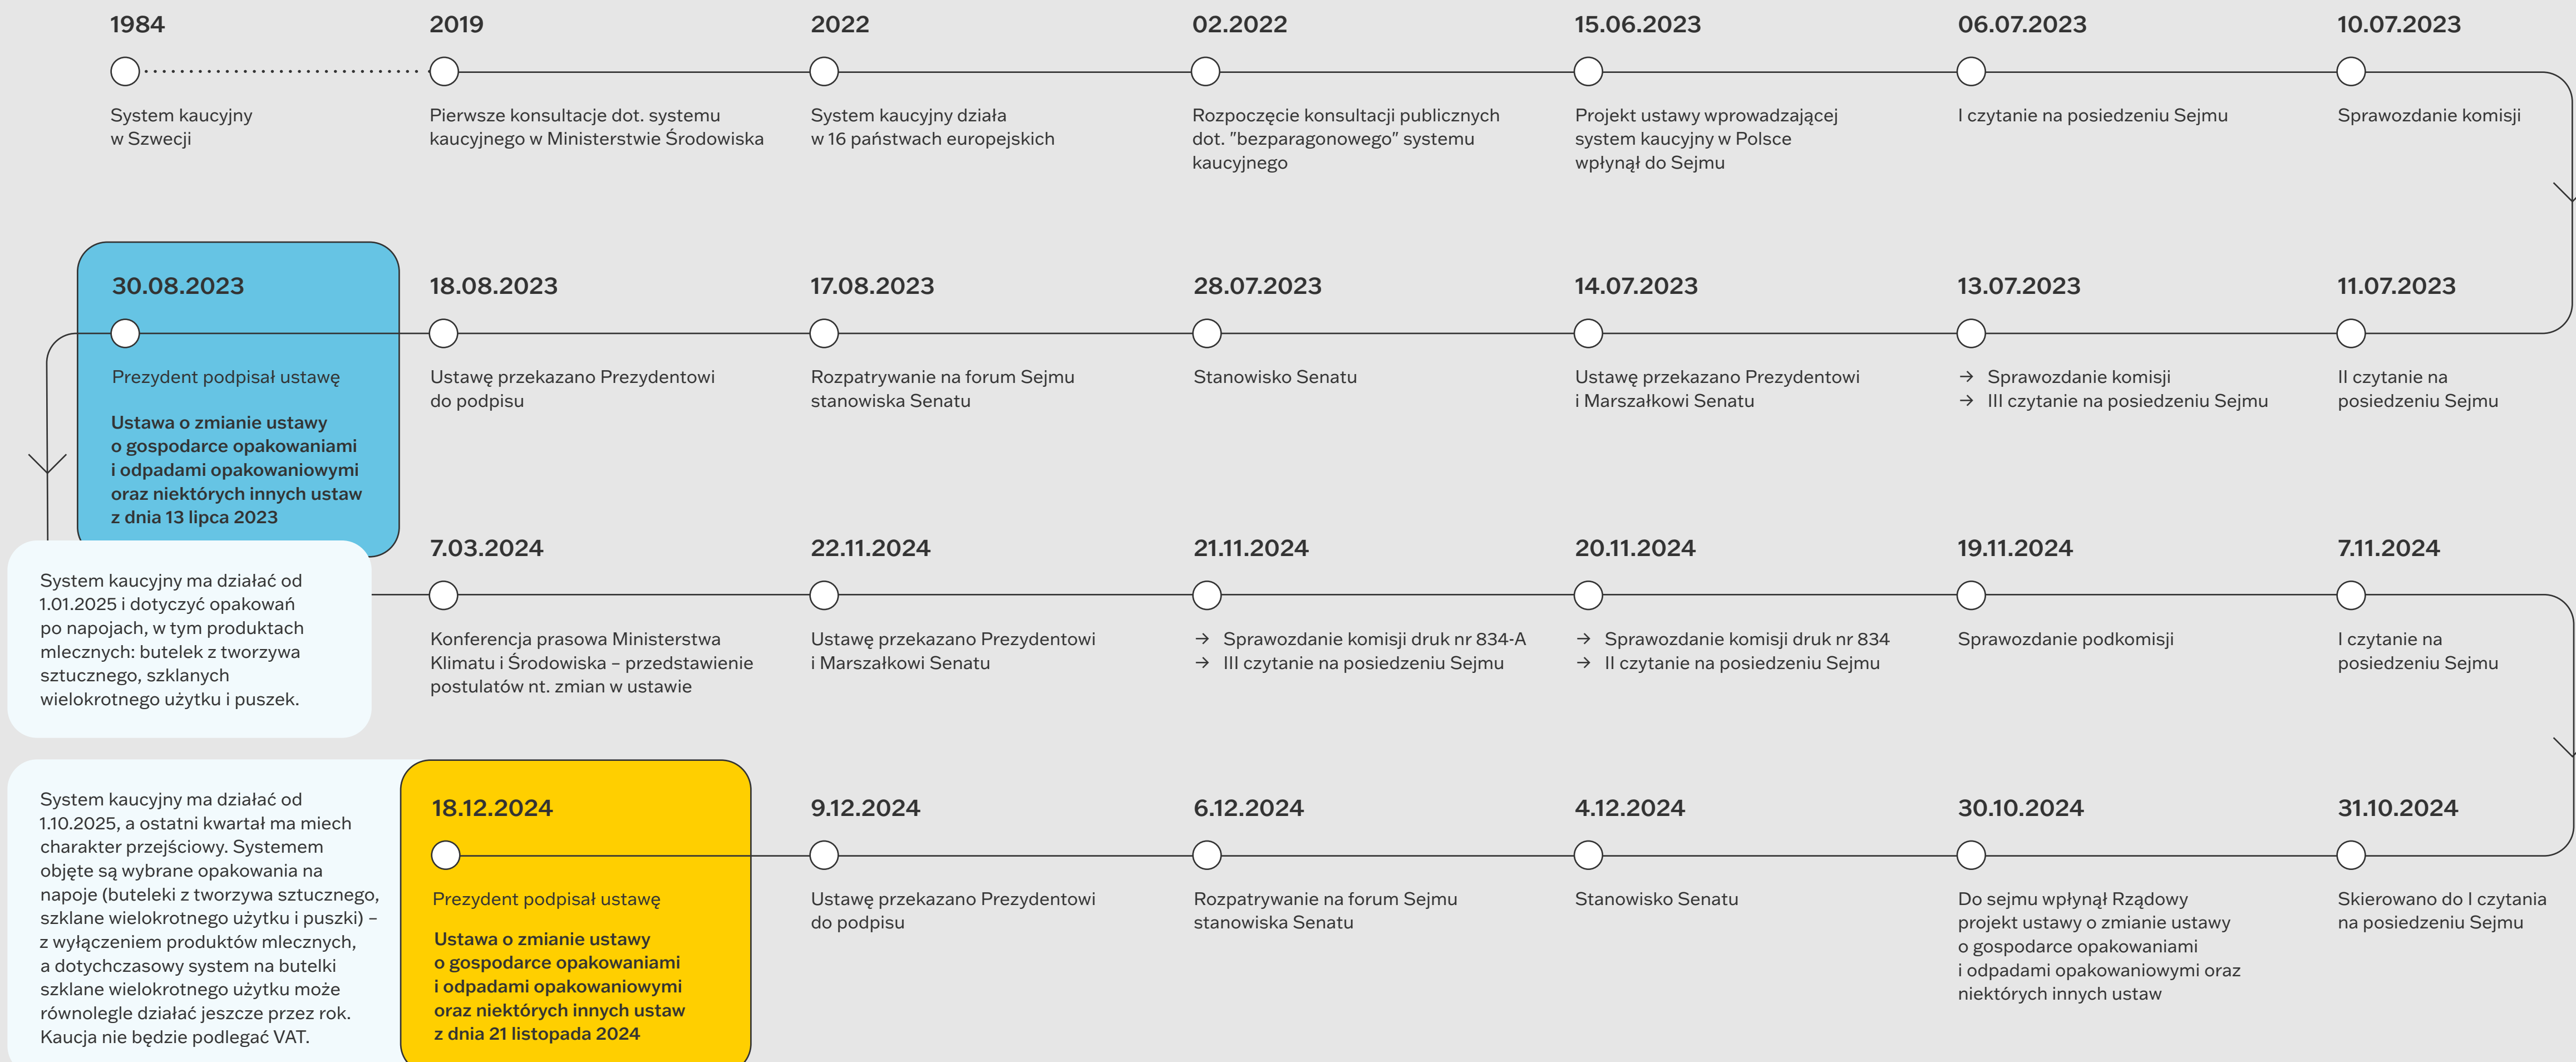 1984
System kaucyjny
w Szwecji
2019
Pierwsze konsultacje dot. systemu
kaucyjnego w Ministerstwie Środowiska
2022
System kaucyjny działa
w 16 państwach europejskich
02.2022
Rozpoczęcie konsultacji publicznych
dot. "bezparagonowego" systemu
kaucyjnego
15.06.2023
Projekt ustawy wprowadzającej
system kaucyjny w Polsce
wpłynął do Sejmu
06.07.2023
I czytanie na posiedzeniu Sejmu
10.07.2023
Sprawozdanie komisji
30.08.2023
Prezydent podpisał ustawę
Ustawa o zmianie ustawy
o gospodarce opakowaniami
i odpadami opakowaniowymi
oraz niektórych innych ustaw
z dnia 13 lipca 2023
18.08.2023
Ustawę przekazano Prezydentowi
do podpisu
17.08.2023
Rozpatrywanie na forum Sejmu
stanowiska Senatu
28.07.2023
Stanowisko Senatu
14.07.2023
Ustawę przekazano Prezydentowi
i Marszałkowi Senatu
13.07.2023
→ Sprawozdanie komisji
→ III czytanie na posiedzeniu Sejmu
11.07.2023
II czytanie na
posiedzeniu Sejmu
System kaucyjny ma działać od
1.01.2025 i dotyczyć opakowań
po napojach, w tym produktach
mlecznych: butelek z tworzywa
sztucznego, szklanych
wielokrotnego użytku i puszek.
7.03.2024
Konferencja prasowa Ministerstwa
Klimatu i Środowiska – przedstawienie
postulatów nt. zmian w ustawie
22.11.2024
Ustawę przekazano Prezydentowi
i Marszałkowi Senatu
21.11.2024
→ Sprawozdanie komisji druk nr 834-A
→ III czytanie na posiedzeniu Sejmu
20.11.2024
→ Sprawozdanie komisji druk nr 834
→ II czytanie na posiedzeniu Sejmu
19.11.2024
Sprawozdanie podkomisji
7.11.2024
I czytanie na
posiedzeniu Sejmu
System kaucyjny ma działać od
1.10.2025, a ostatni kwartał ma miech
charakter przejściowy. Systemem
objęte są wybrane opakowania na
napoje (buteleki z tworzywa sztucznego,
szklane wielokrotnego użytku i puszki) –
z wyłączeniem produktów mlecznych,
a dotychczasowy system na butelki
szklane wielokrotnego użytku może
równolegle działać jeszcze przez rok.
Kaucja nie będzie podlegać VAT.
18.12.2024
Prezydent podpisał ustawę
Ustawa o zmianie ustawy
o gospodarce opakowaniami
i odpadami opakowaniowymi
oraz niektórych innych ustaw
z dnia 21 listopada 2024
9.12.2024
Ustawę przekazano Prezydentowi
do podpisu
6.12.2024
Rozpatrywanie na forum Sejmu
stanowiska Senatu
4.12.2024
Stanowisko Senatu
30.10.2024
Do sejmu wpłynął Rządowy
projekt ustawy o zmianie ustawy
o gospodarce opakowaniami
i odpadami opakowaniowymi oraz
niektórych innych ustaw
31.10.2024
Skierowano do I czytania
na posiedzeniu Sejmu